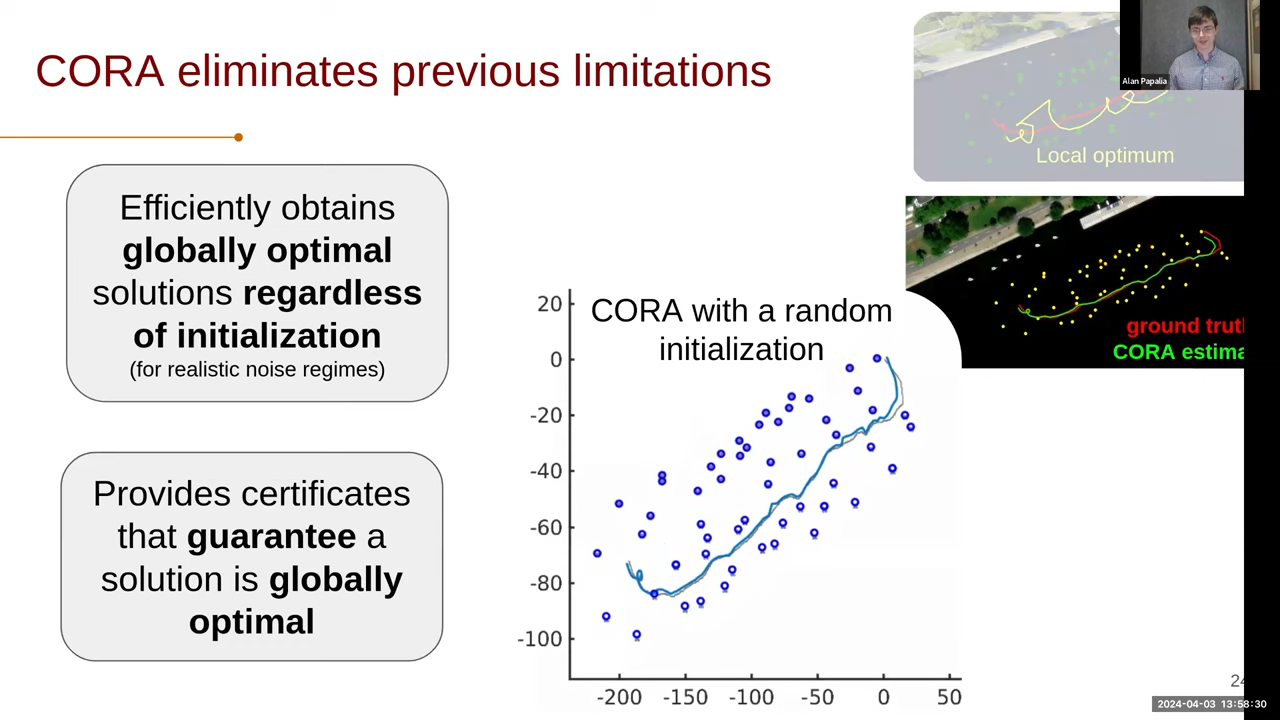 CORA eliminates previous limitations
Alan Papalia
Local optimum
Efficiently obtains
globally optimal
solutions regardless
of initialization
(for realistic noise regimes)
Provides certificates
that guarantee a
solution is globally
optimal
CORA with a random
initialization
20
0
-20
-40
-60
-80
-100
-200
-150
-100
-50
0
50
ground
CORA
2024-04-03 13:58:30